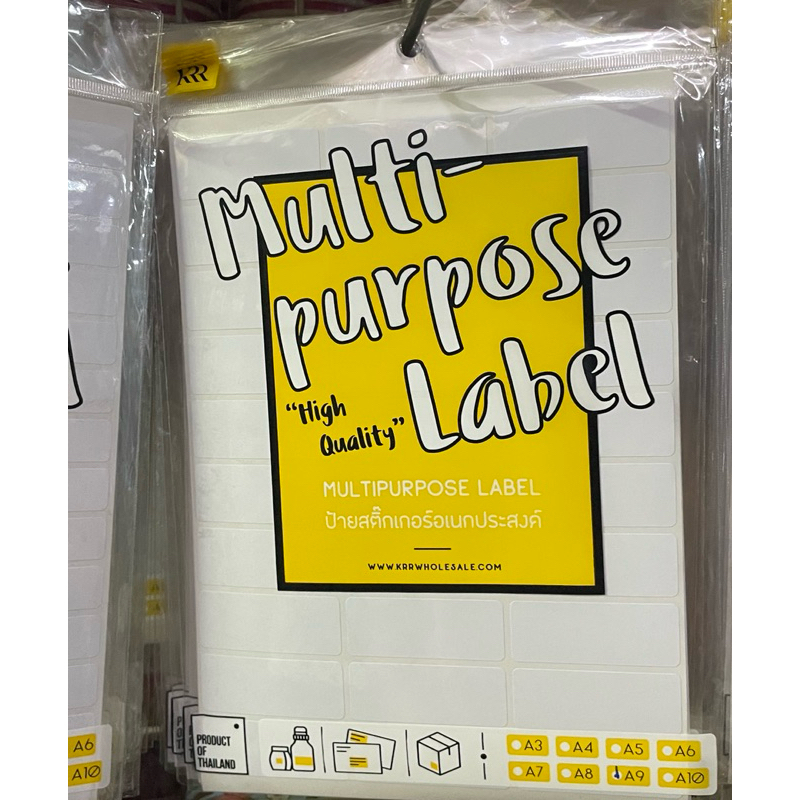 KRR
Multi-
purpose
Label
“High
Quality”
MULTIPURPOSE LABEL
ป้ายสติ๊กเกอร์อเนกประสงค์
WWW.KRRWHOLESALE.COM
PRODUCT
OF
THAILAND
A3 A4 A5 A6
A7 A8 A9 A10
A6
A10